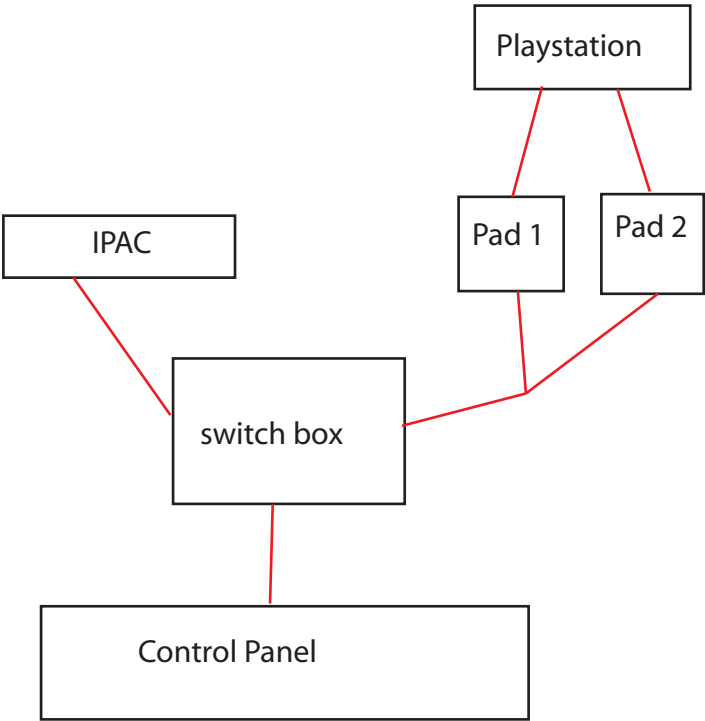 Playstation
Pad 1
Pad 2
IPAC
switch box
Control Panel